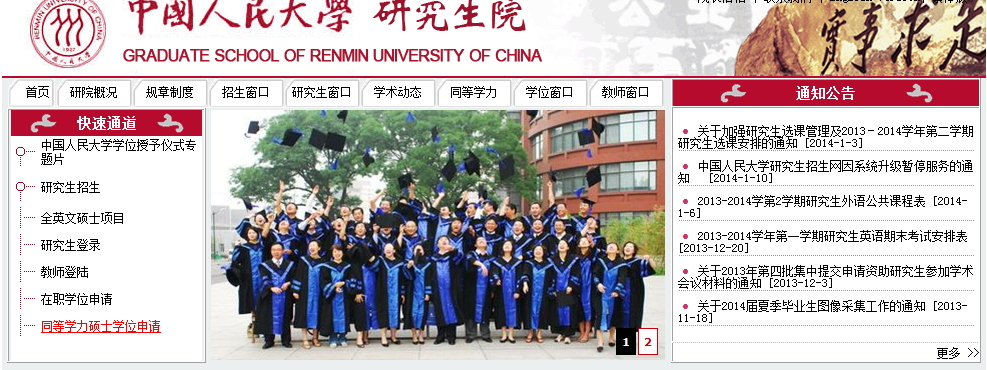 中國人民大學 研究生院
GRADUATE SCHOOL OF RENMIN UNIVERSITY OF CHINA
RENMIN UNIVERSITY OF CHINA
1937
实事求是
首页 研院概况 规章制度 招生窗口 研究生窗口 学术动态 同等学力 学位窗口 教师窗口
快速通道
中国人民大学学位授予仪式专
题片
研究生招生
全英文硕士项目
研究生登录
教师登陆
在职学位申请
同等学力硕士学位申请
1 2
通知公告
关于加强研究生选课管理及2013－2014学年第二学期
研究生选课安排的通知 [2014-1-3]
中国人民大学研究生招生网因系统升级暂停服务的通
知 [2014-1-10]
2013-2014学第2学期研究生外语公共课程表 [2014-
1-6]
2013-2014学年第一学期研究生英语期末考试安排表
[2013-12-20]
关于2013年第四批集中提交申请资助研究生参加学术
会议材料的通知 [2013-12-3]
关于2014届夏季毕业生图像采集工作的通知 [2013-
11-18]
更多 >>